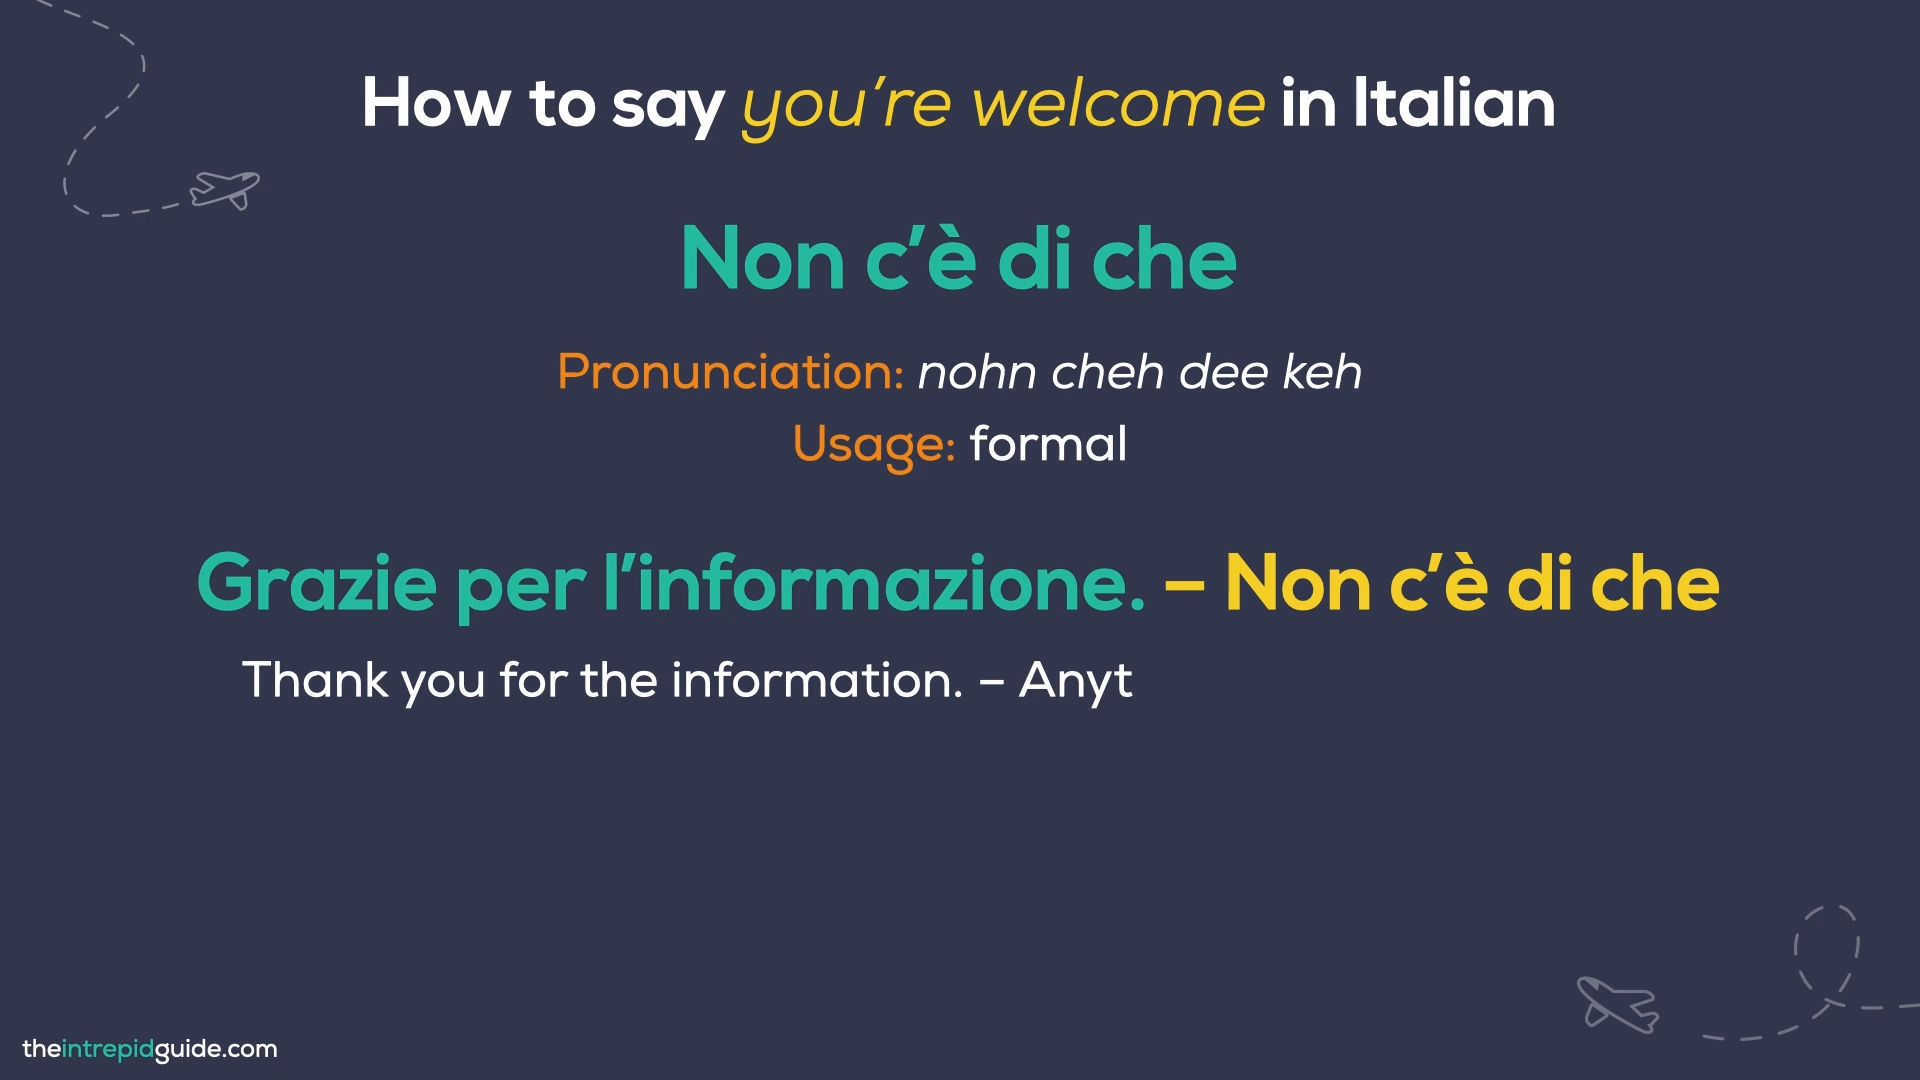 How to say you're welcome in Italian
Non c'è di che
Pronunciation: nohn cheh dee keh
Usage: formal
Grazie per l'informazione. – Non c'è di che
Thank you for the information. – Anyt
theintrepidguide.com